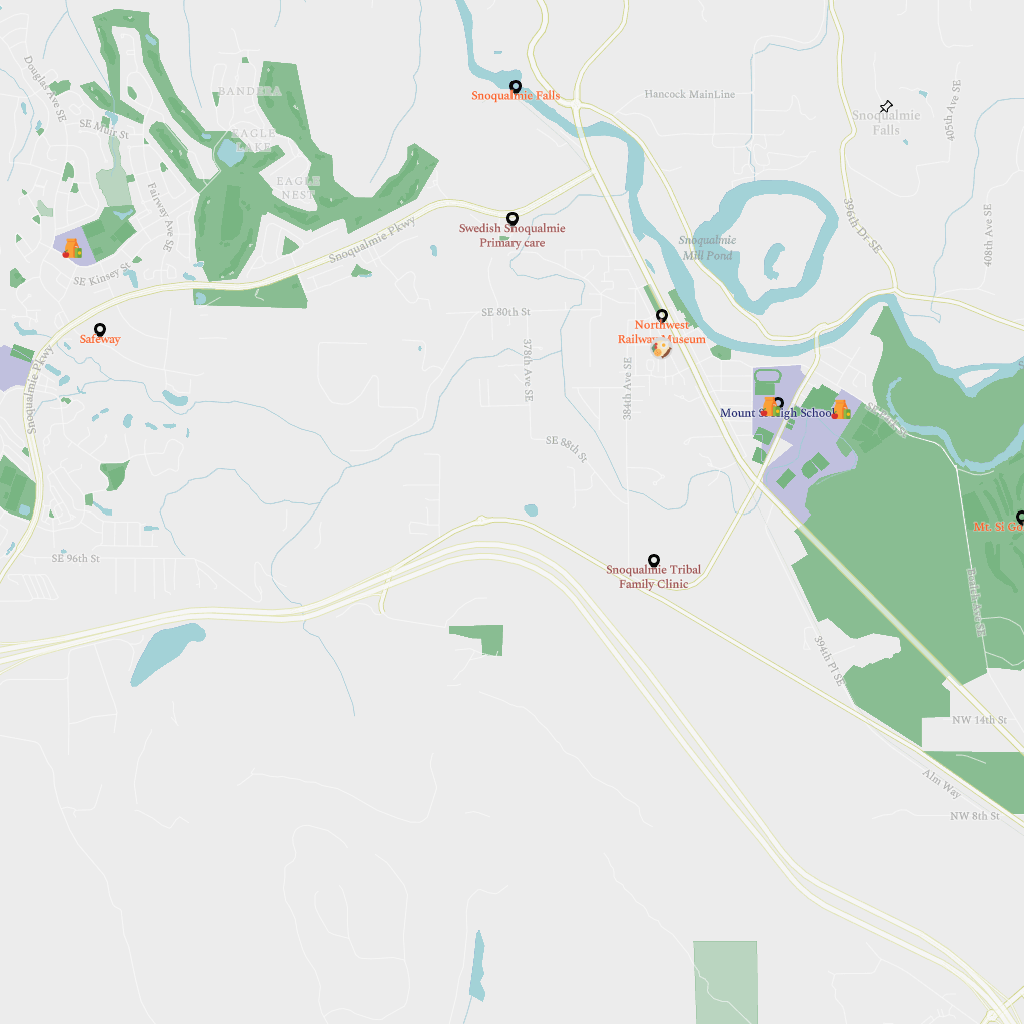 Douglas Ave SE
SE Muir St
BANDERA
EAGLE
LAKE
EAGLE
NEST
Fairway Ave SE
SE Kinsey St
Snoqualmie Pkwy
Snoqualmie Pkwy
Safeway
Snoqualmie Falls
Hancock MainLine
Snoqualmie
Falls
405th Ave SE
396th Dr SE
408th Ave SE
Swedish Snoqualmie
Primary care
Snoqualmie
Mill Pond
SE 80th St
378th Ave SE
Northwest
Railway Museum
384th Ave SE
SE 88th St
Mount Si High School
Mt. Si Go
SE 96th St
Snoqualmie Tribal
Family Clinic
Boalch Ave SE
394th Pl SE
NW 14th St
Alm Way
NW 8th St